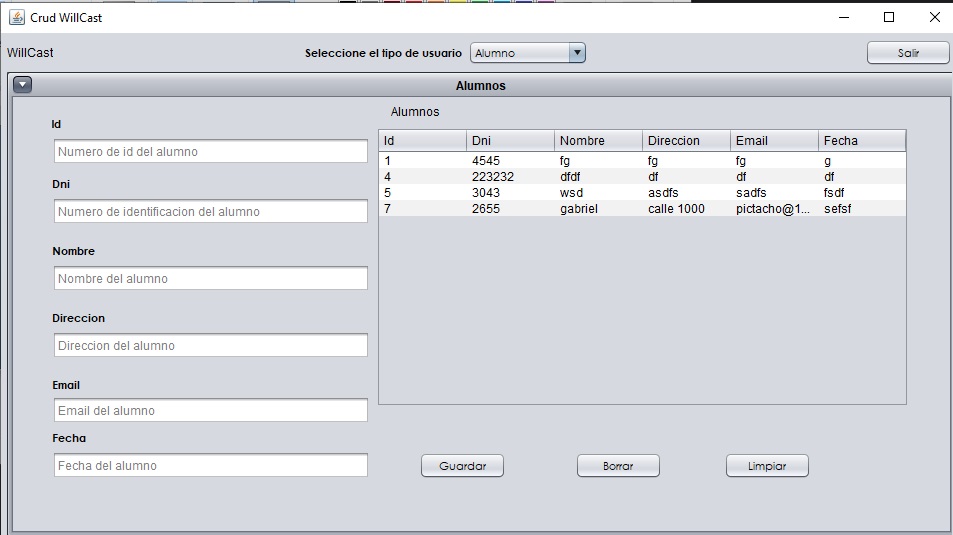 Crud WillCast
WillCast Seleccione el tipo de usuario Alumno Salir
Alumnos
Id
Numero de id del alumno
Dni
Numero de identificacion del alumno
Nombre
Nombre del alumno
Direccion
Direccion del alumno
Email
Email del alumno
Fecha
Fecha del alumno
Alumnos
Id Dni Nombre Direccion Email Fecha
1 4545 fg fg fg g
4 223232 dfdf df df df
5 3043 wsd asdfs sadfs fsdf
7 2655 gabriel calle 1000 pictacho@1... sefsf
Guardar Borrar Limpiar